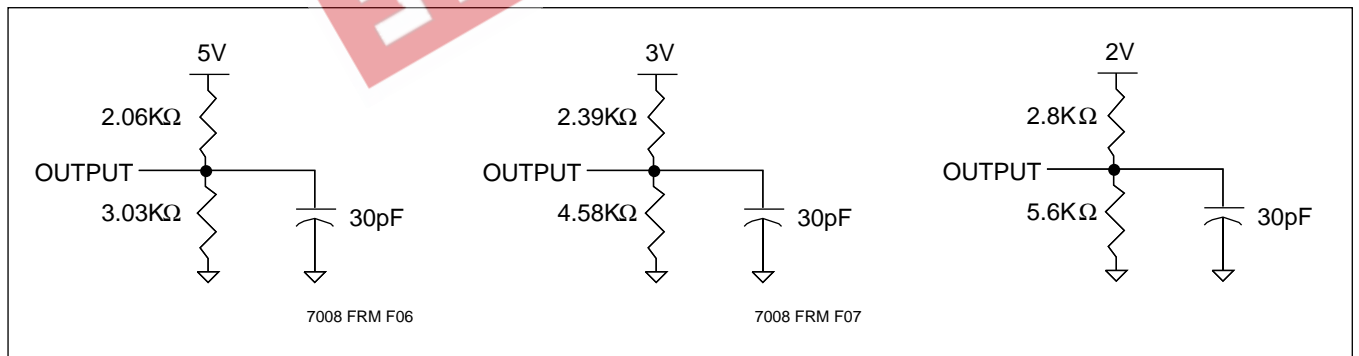 5V
2.06KΩ
OUTPUT
3.03KΩ
30pF
7008 FRM F06
3V
2.39KΩ
OUTPUT
4.58KΩ
30pF
7008 FRM F07
2V
2.8KΩ
OUTPUT
5.6KΩ
30pF